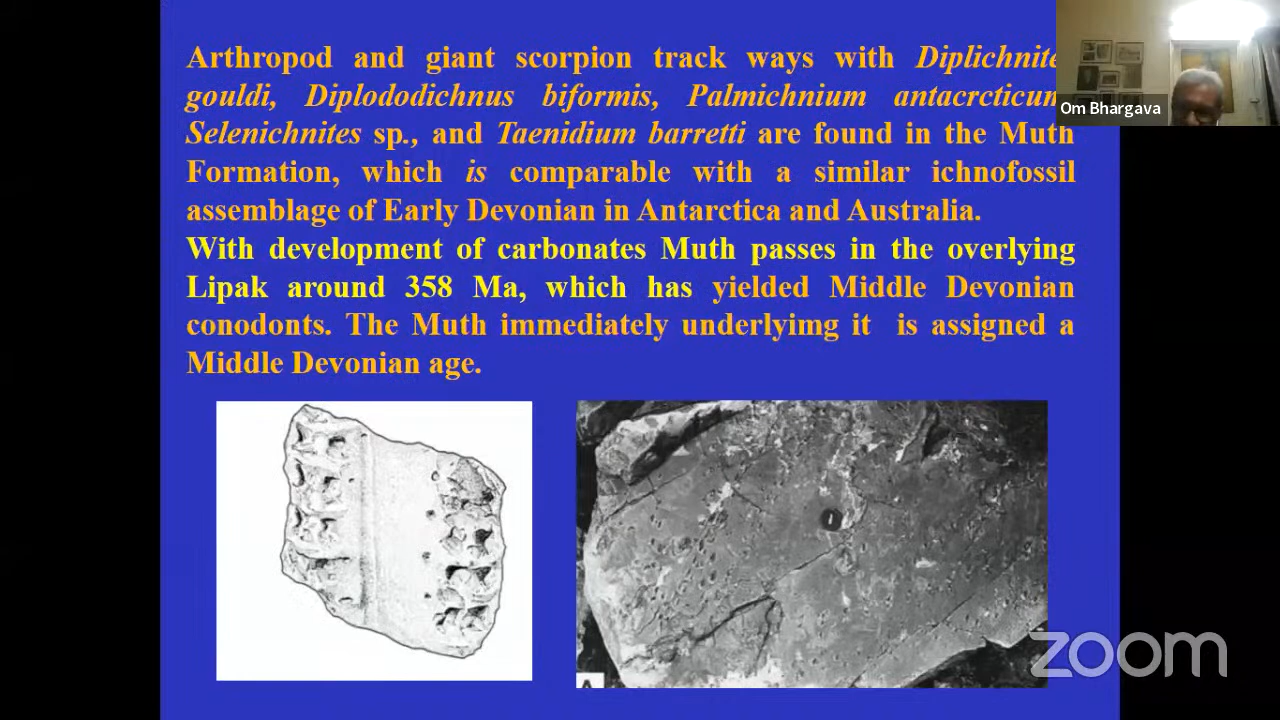 Arthropod and giant scorpion track ways with Diplichnite
gouldi, Diplododichnus biformis, Palmichnium antacrcticum
Selenichnites sp., and Taenidium barretti are found in the Muth
Formation, which is comparable with a similar ichnofossil
assemblage of Early Devonian in Antarctica and Australia.
With development of carbonates Muth passes in the overlying
Lipak around 358 Ma, which has yielded Middle Devonian
conodonts. The Muth immediately underlyimg it is assigned a
Middle Devonian age.
Om Bhargava
A
zoom